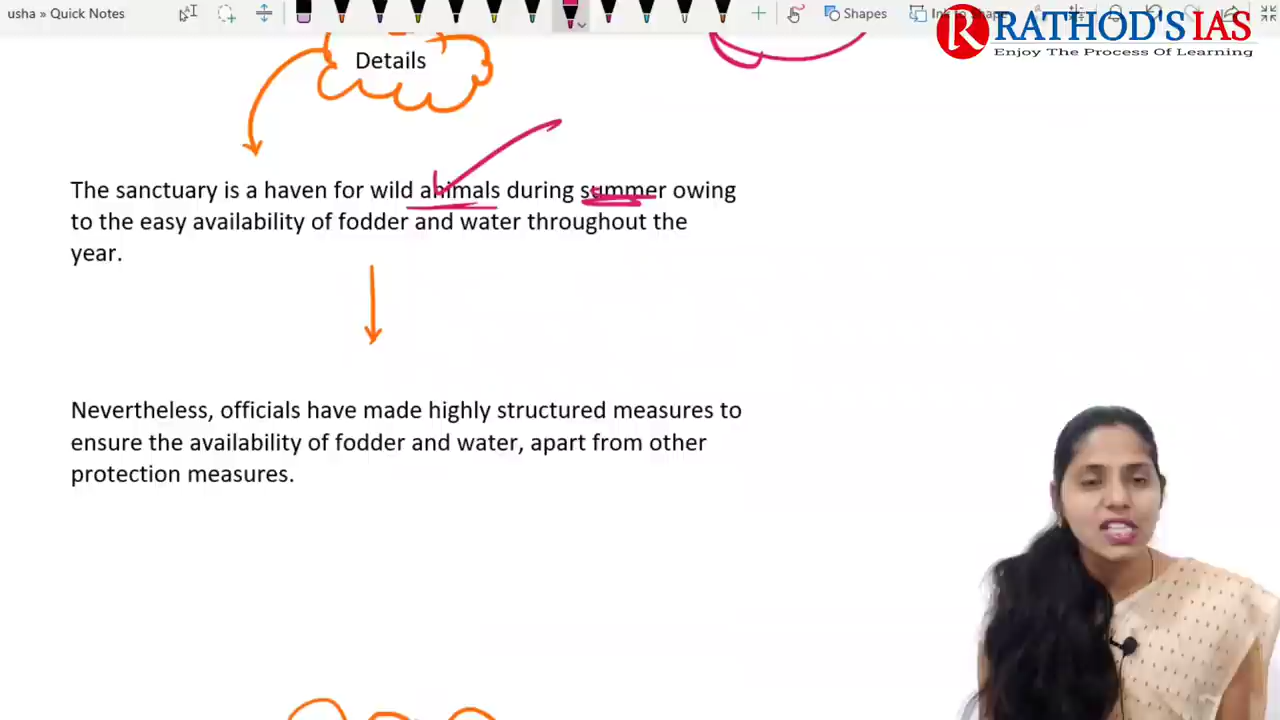 usha » Quick Notes
Shapes
RATHOD'S IAS
Enjoy The Process Of Learning
Details
The sanctuary is a haven for wild animals during summer owing
to the easy availability of fodder and water throughout the
year.
Nevertheless, officials have made highly structured measures to
ensure the availability of fodder and water, apart from other
protection measures.